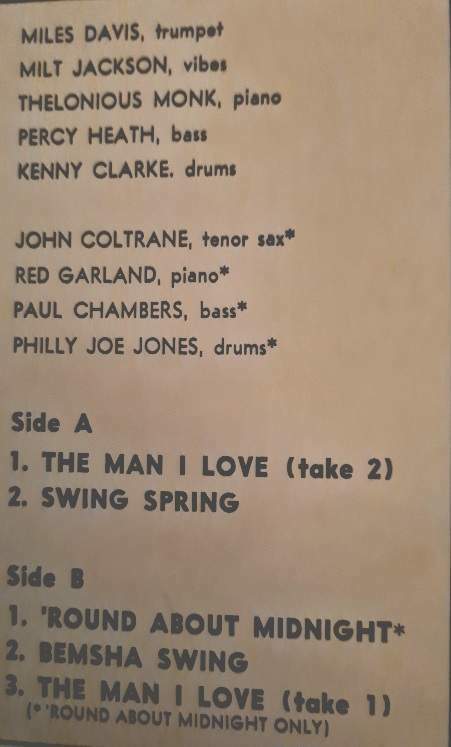 MILES DAVIS, trumpet
MILT JACKSON, vibes
THELONIOUS MONK, piano
PERCY HEATH, bass
KENNY CLARKE. drums
JOHN COLTRANE, tenor sax*
RED GARLAND, piano*
PAUL CHAMBERS, bass*
PHILLY JOE JONES, drums*
Side A
1. THE MAN I LOVE (take 2)
2. SWING SPRING
Side B
1. 'ROUND ABOUT MIDNIGHT*
2. BEMSHA SWING
3. THE MAN I LOVE (take 1)
(* 'ROUND ABOUT MIDNIGHT ONLY)